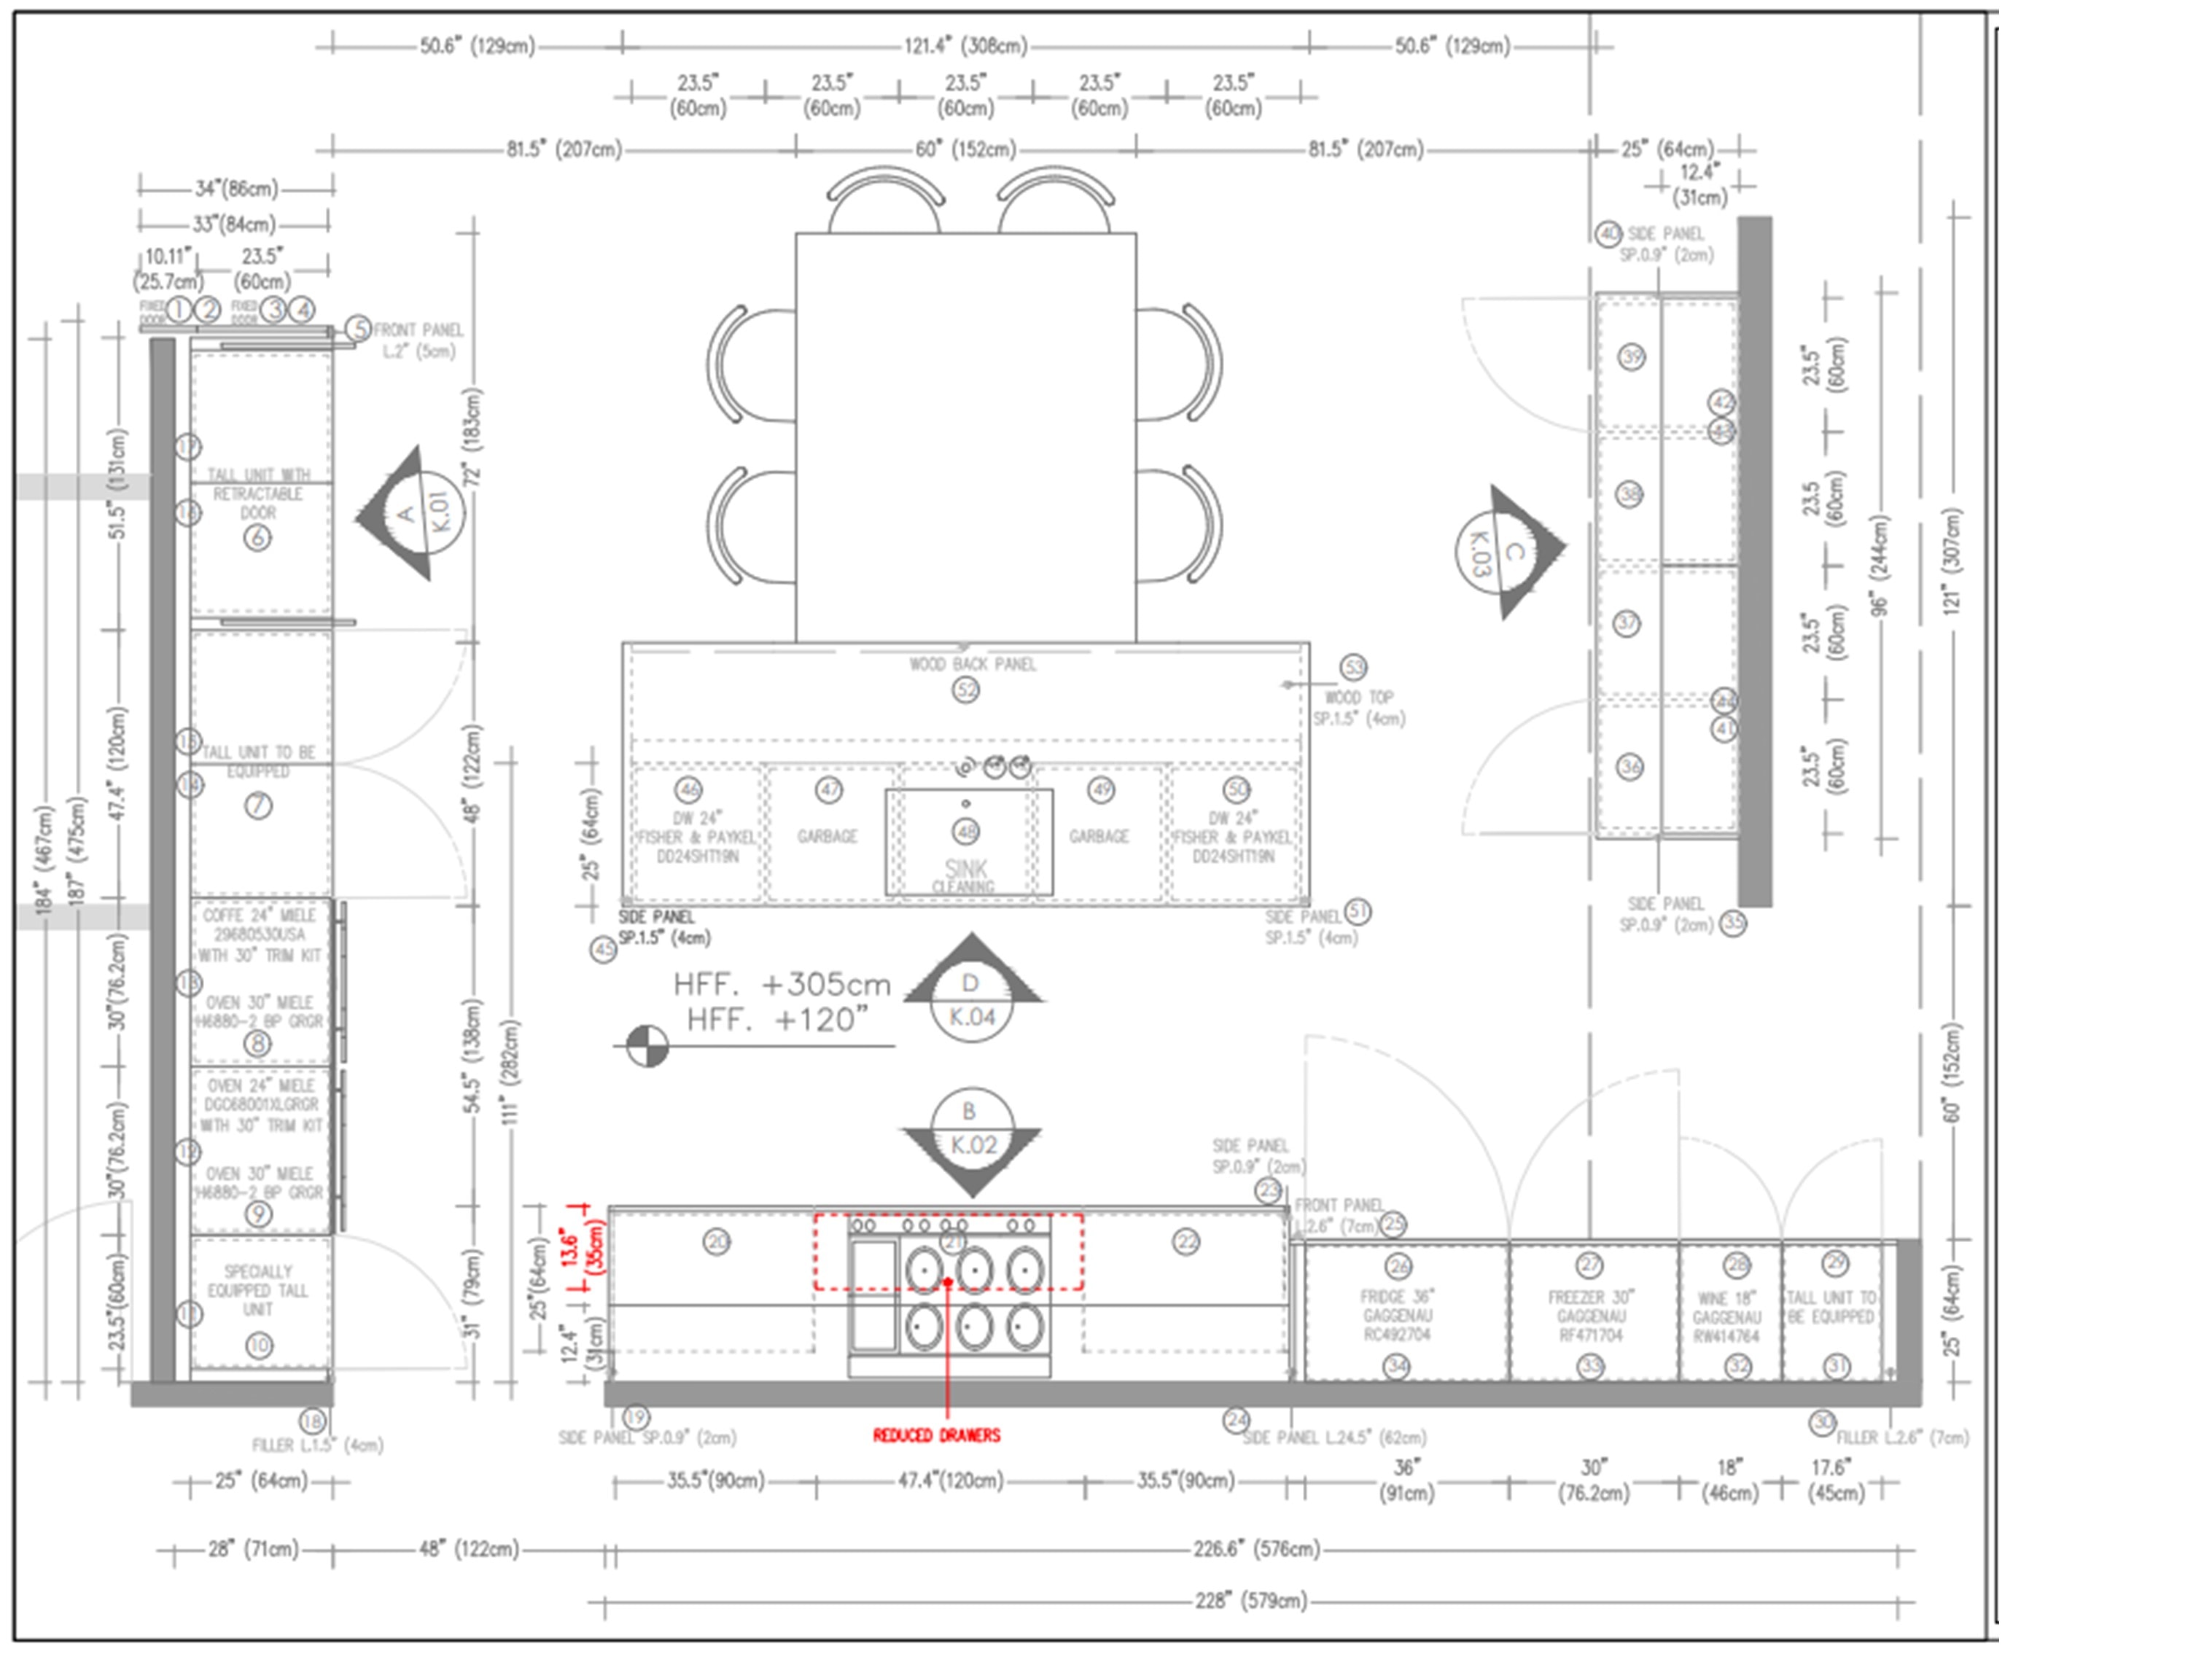 50.6" (129cm)
121.4" (308cm)
50.6" (129cm)
23.5"
(60cm)
23.5"
(60cm)
23.5"
(60cm)
23.5"
(60cm)
23.5"
(60cm)
81.5" (207cm)
60" (152cm)
81.5" (207cm)
25" (64cm)
12.4"
(31cm)
34"(86cm)
33"(84cm)
10.11"
(25.7cm)
23.5"
(60cm)
FIXED
DOOR
1
2
FIXED
DOOR
3
4
5
FRONT PANEL
L.2" (5cm)
40
SIDE PANEL
SP.0.9" (2cm)
17
TALL UNIT WITH
RETRACTABLE
DOOR
16
6
A
K.01
72" (183cm)
51.5" (131cm)
39
42
43
38
37
44
41
36
C
K.03
23.5"
(60cm)
23.5
(60cm)
23.5"
(60cm)
23.5"
(60cm)
96" (244cm)
121" (307cm)
WOOD BACK PANEL
52
53
WOOD TOP
SP.1.5" (4cm)
15
TALL UNIT TO BE
EQUIPPED
14
7
47.4" (120cm)
48" (122cm)
184" (467cm)
187" (475cm)
25" (64cm)
46
DW 24"
FISHER & PAYKEL
DD24SHT19N
47
GARBAGE
48
SINK
CLEANING
49
GARBAGE
50
DW 24"
FISHER & PAYKEL
DD24SHT19N
SIDE PANEL
SP.1.5" (4cm)
45
SIDE PANEL
SP.1.5" (4cm)
51
SIDE PANEL
SP.0.9" (2cm)
35
COFFE 24" MIELE
29680530USA
WITH 30" TRIM KIT
13
OVEN 30" MIELE
H6880-2 BP GRGR
8
30"(76.2cm)
HFF. +305cm
HFF. +120"
D
K.04
54.5" (138cm)
111" (282cm)
60" (152cm)
OVEN 24" MIELE
DGC68001XLGRGR
WITH 30" TRIM KIT
12
OVEN 30" MIELE
H6880-2 BP GRGR
9
30"(76.2cm)
B
K.02
SIDE PANEL
SP.0.9" (2cm)
23
FRONT PANEL
L.2.6" (7cm)
25
SPECIALLY
EQUIPPED TALL
UNIT
11
10
23.5"(60cm)
31" (79cm)
25"(64cm)
13.6"
(35cm)
12.4"
(31cm)
20
21
22
26
FRIDGE 36"
GAGGENAU
RC492704
34
27
FREEZER 30"
GAGGENAU
RF471704
33
28
WINE 18"
GAGGENAU
RW414764
32
29
TALL UNIT TO
BE EQUIPPED
31
25" (64cm)
18
FILLER L.1.5" (4cm)
19
SIDE PANEL SP.0.9" (2cm)
REDUCED DRAWERS
24
SIDE PANEL L.24.5" (62cm)
30
FILLER L.2.6" (7cm)
25" (64cm)
35.5"(90cm)
47.4"(120cm)
35.5"(90cm)
36"
(91cm)
30"
(76.2cm)
18"
(46cm)
17.6"
(45cm)
28" (71cm)
48" (122cm)
226.6" (576cm)
228" (579cm)